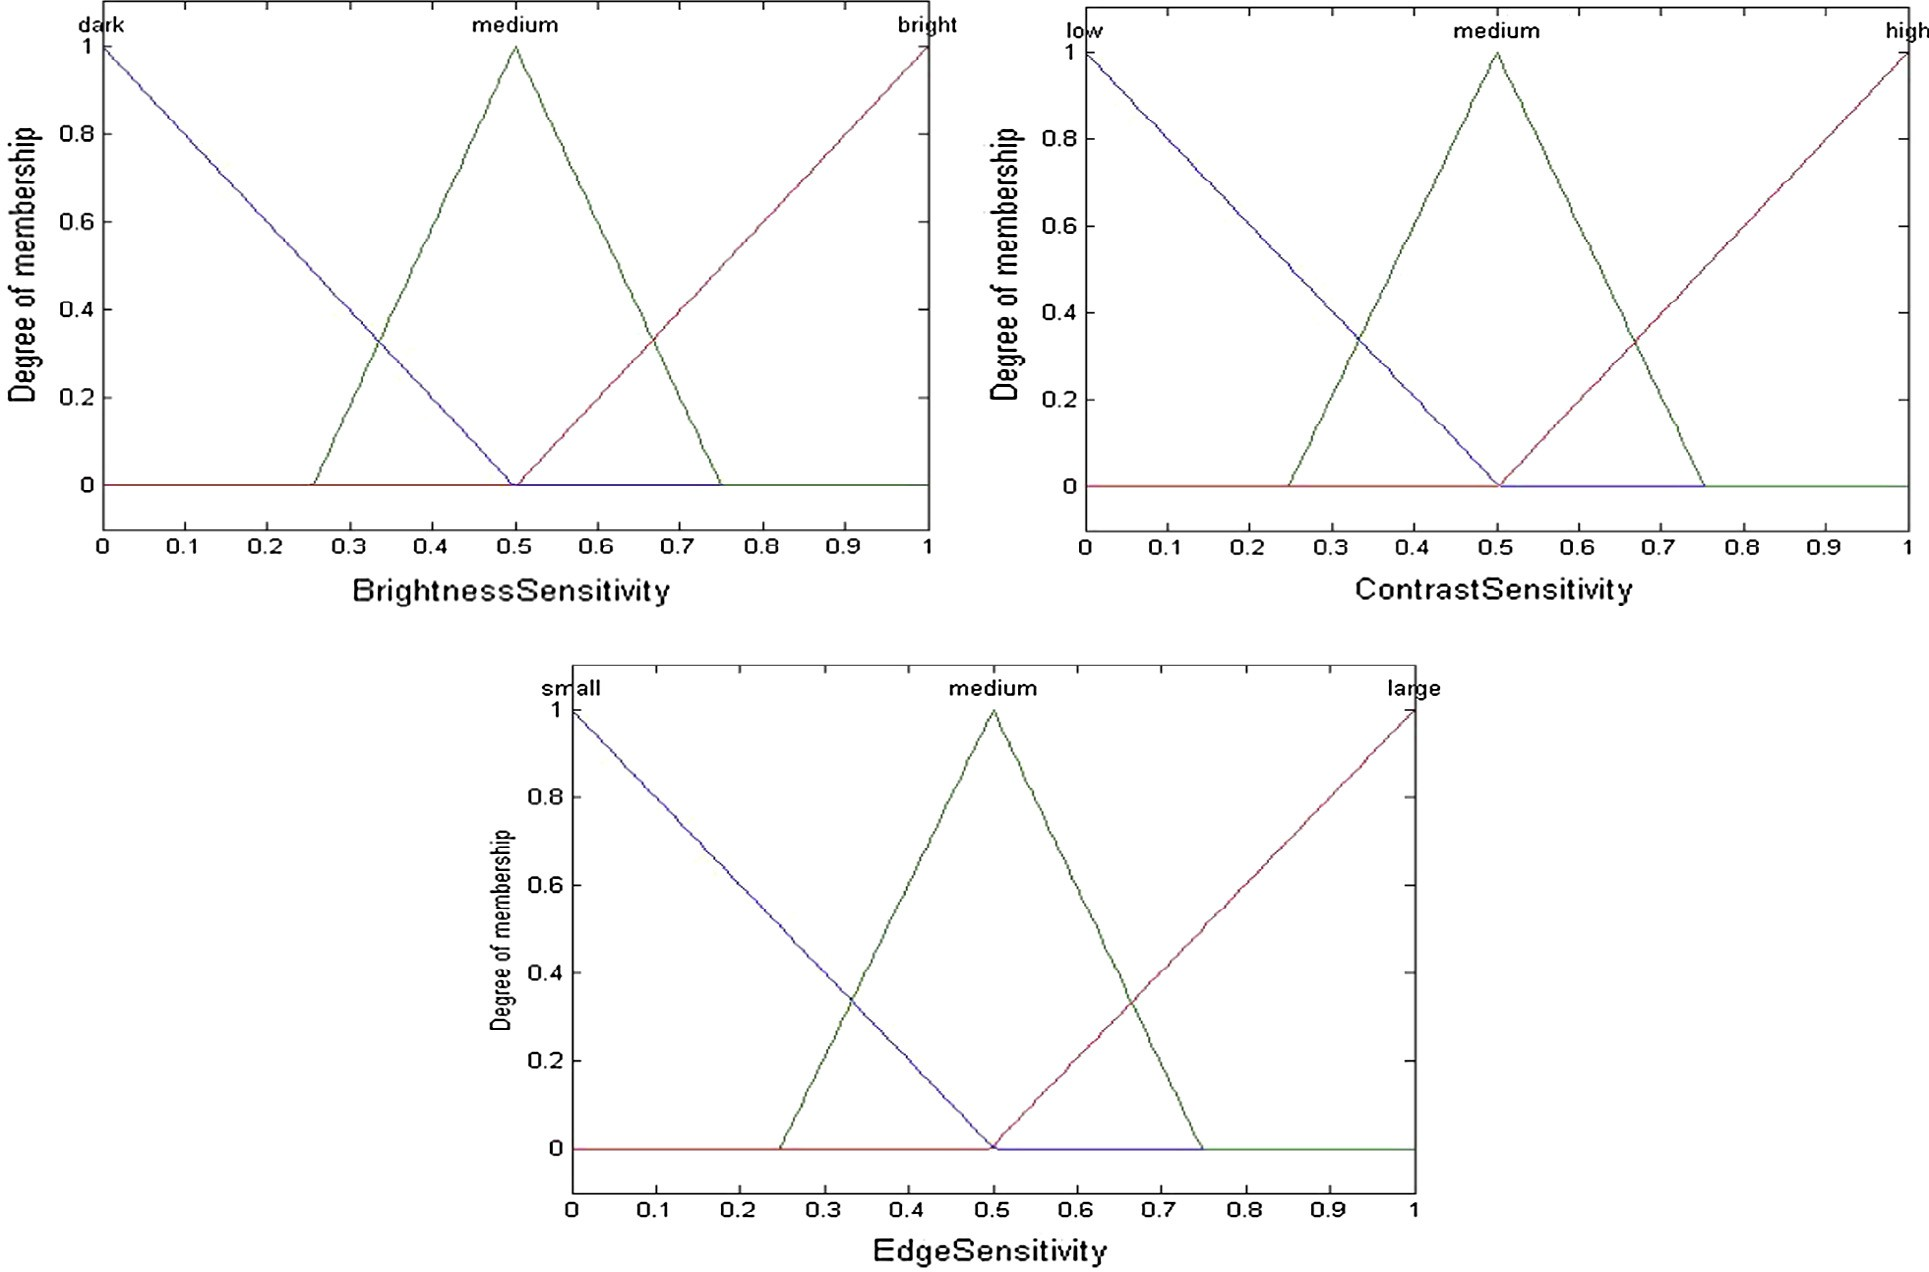 dark medium bright
Degree of membership
1
0.8
0.6
0.4
0.2
0
0 0.1 0.2 0.3 0.4 0.5 0.6 0.7 0.8 0.9 1
BrightnessSensitivity
low medium high
Degree of membership
1
0.8
0.6
0.4
0.2
0
0 0.1 0.2 0.3 0.4 0.5 0.6 0.7 0.8 0.9 1
ContrastSensitivity
small medium large
Degree of membership
1
0.8
0.6
0.4
0.2
0
0 0.1 0.2 0.3 0.4 0.5 0.6 0.7 0.8 0.9 1
EdgeSensitivity